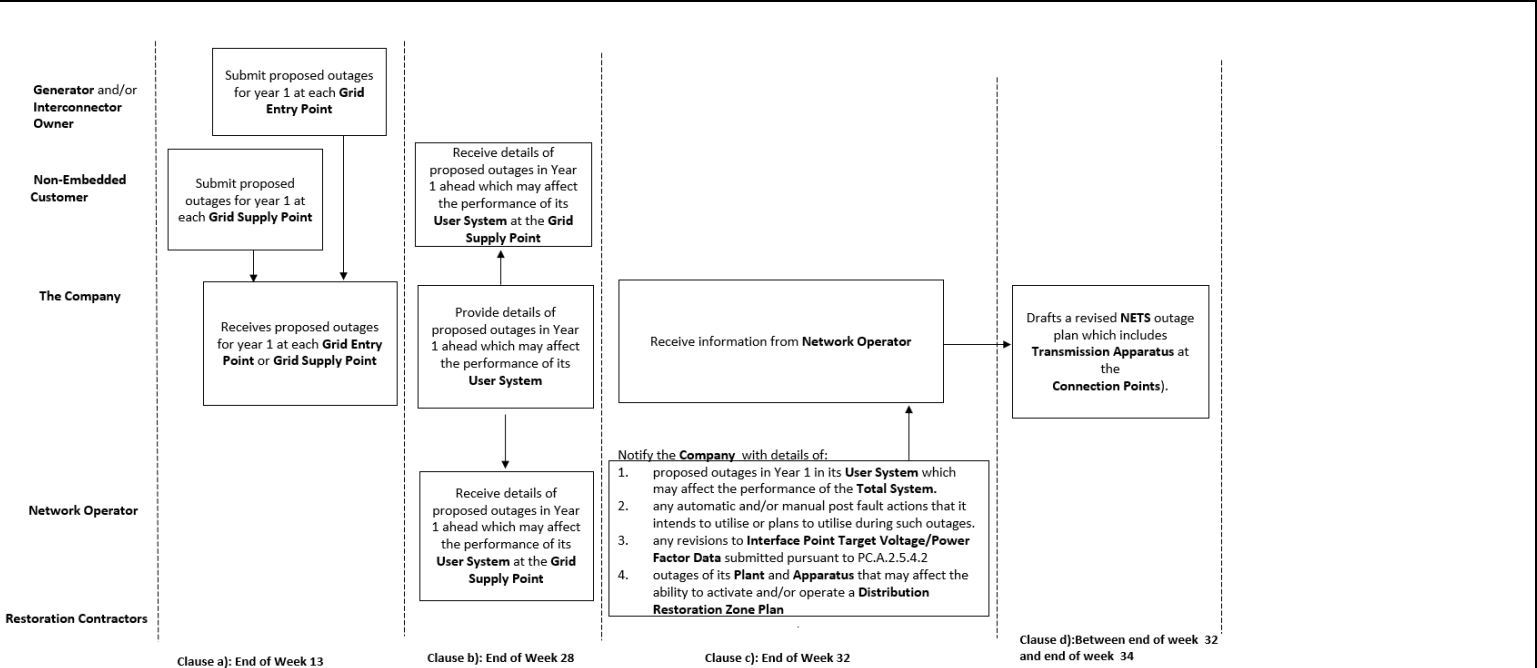 Generator and/or
Interconnector
Owner
Non-Embedded
Customer
The Company
Network Operator
Restoration Contractors
Submit proposed outages
for year 1 at each Grid
Entry Point
Submit proposed
outages for year 1 at
each Grid Supply Point
Receives proposed outages
for year 1 at each Grid Entry
Point or Grid Supply Point
Clause a): End of Week 13
Receive details of
proposed outages in Year
1 ahead which may affect
the performance of its
User System at the Grid
Supply Point
Provide details of
proposed outages in Year
1 ahead which may affect
the performance of its
User System
Receive details of
proposed outages in Year
1 ahead which may affect
the performance of its
User System at the Grid
Supply Point
Clause b): End of Week 28
Receive information from Network Operator
Notify the Company with details of:
1. proposed outages in Year 1 in its User System which
may affect the performance of the Total System.
2. any automatic and/or manual post fault actions that it
intends to utilise or plans to utilise during such outages.
3. any revisions to Interface Point Target Voltage/Power
Factor Data submitted pursuant to PC.A.2.5.4.2
4. outages of its Plant and Apparatus that may affect the
ability to activate and/or operate a Distribution
Restoration Zone Plan
Clause c): End of Week 32
Drafts a revised NETS outage
plan which includes
Transmission Apparatus at
the
Connection Points).
Clause d):Between end of week 32
and end of week 34